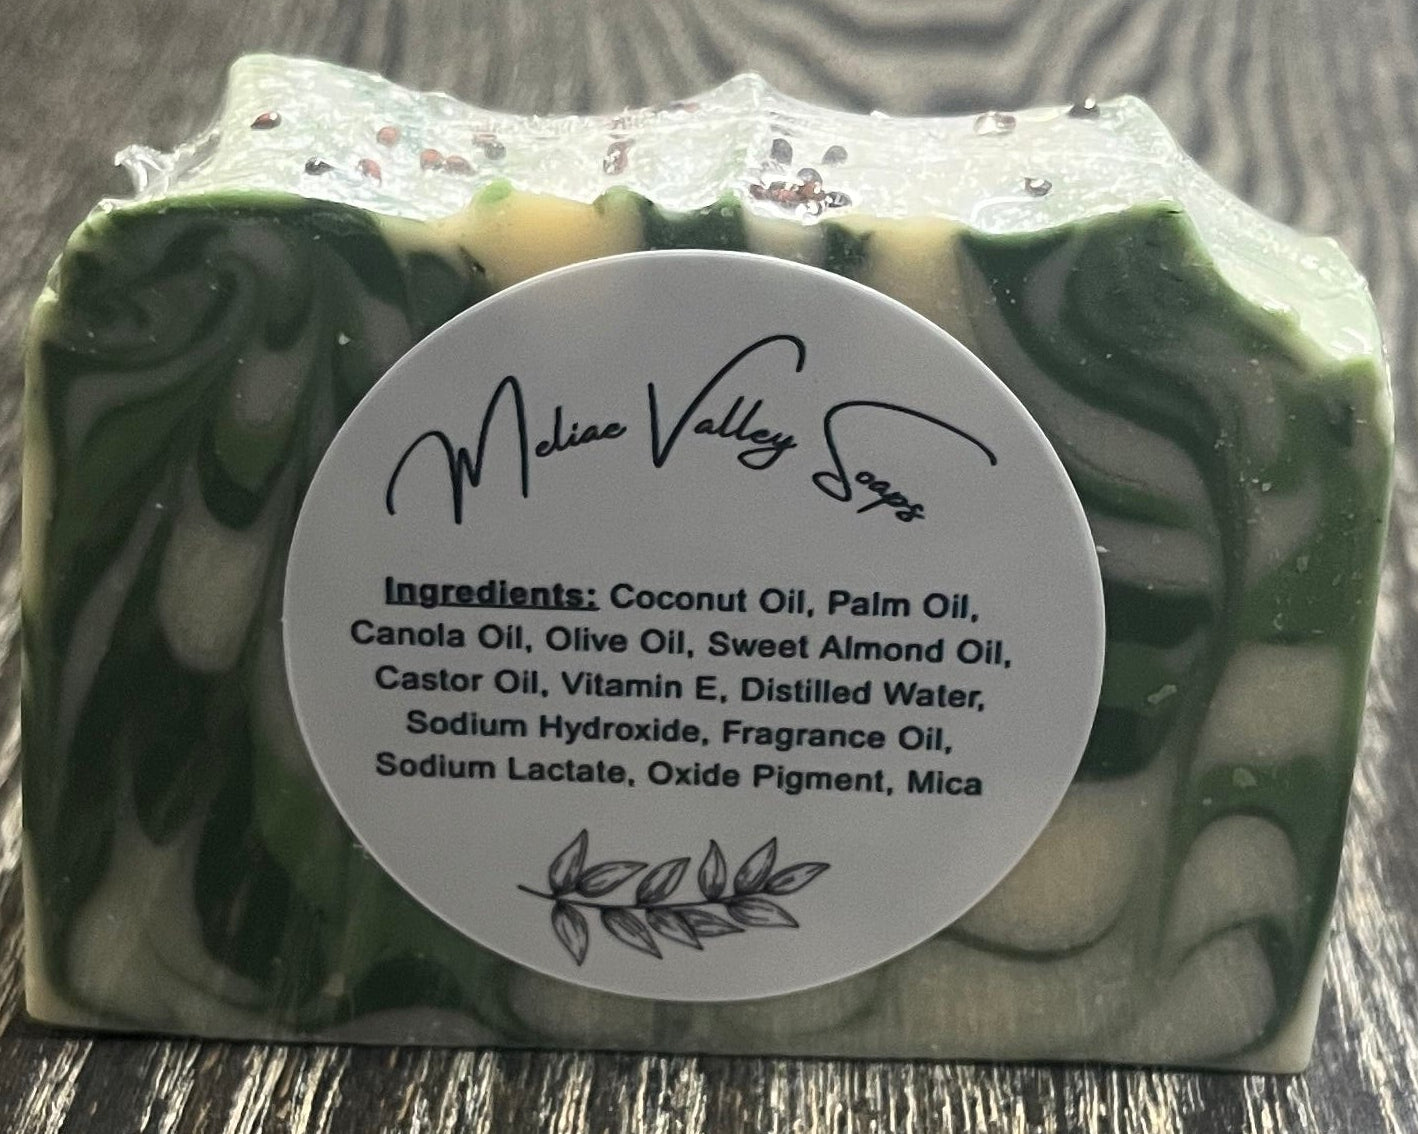 Meliae Valley Soaps
Ingredients: Coconut Oil, Palm Oil,
Canola Oil, Olive Oil, Sweet Almond Oil,
Castor Oil, Vitamin E, Distilled Water,
Sodium Hydroxide, Fragrance Oil,
Sodium Lactate, Oxide Pigment, Mica